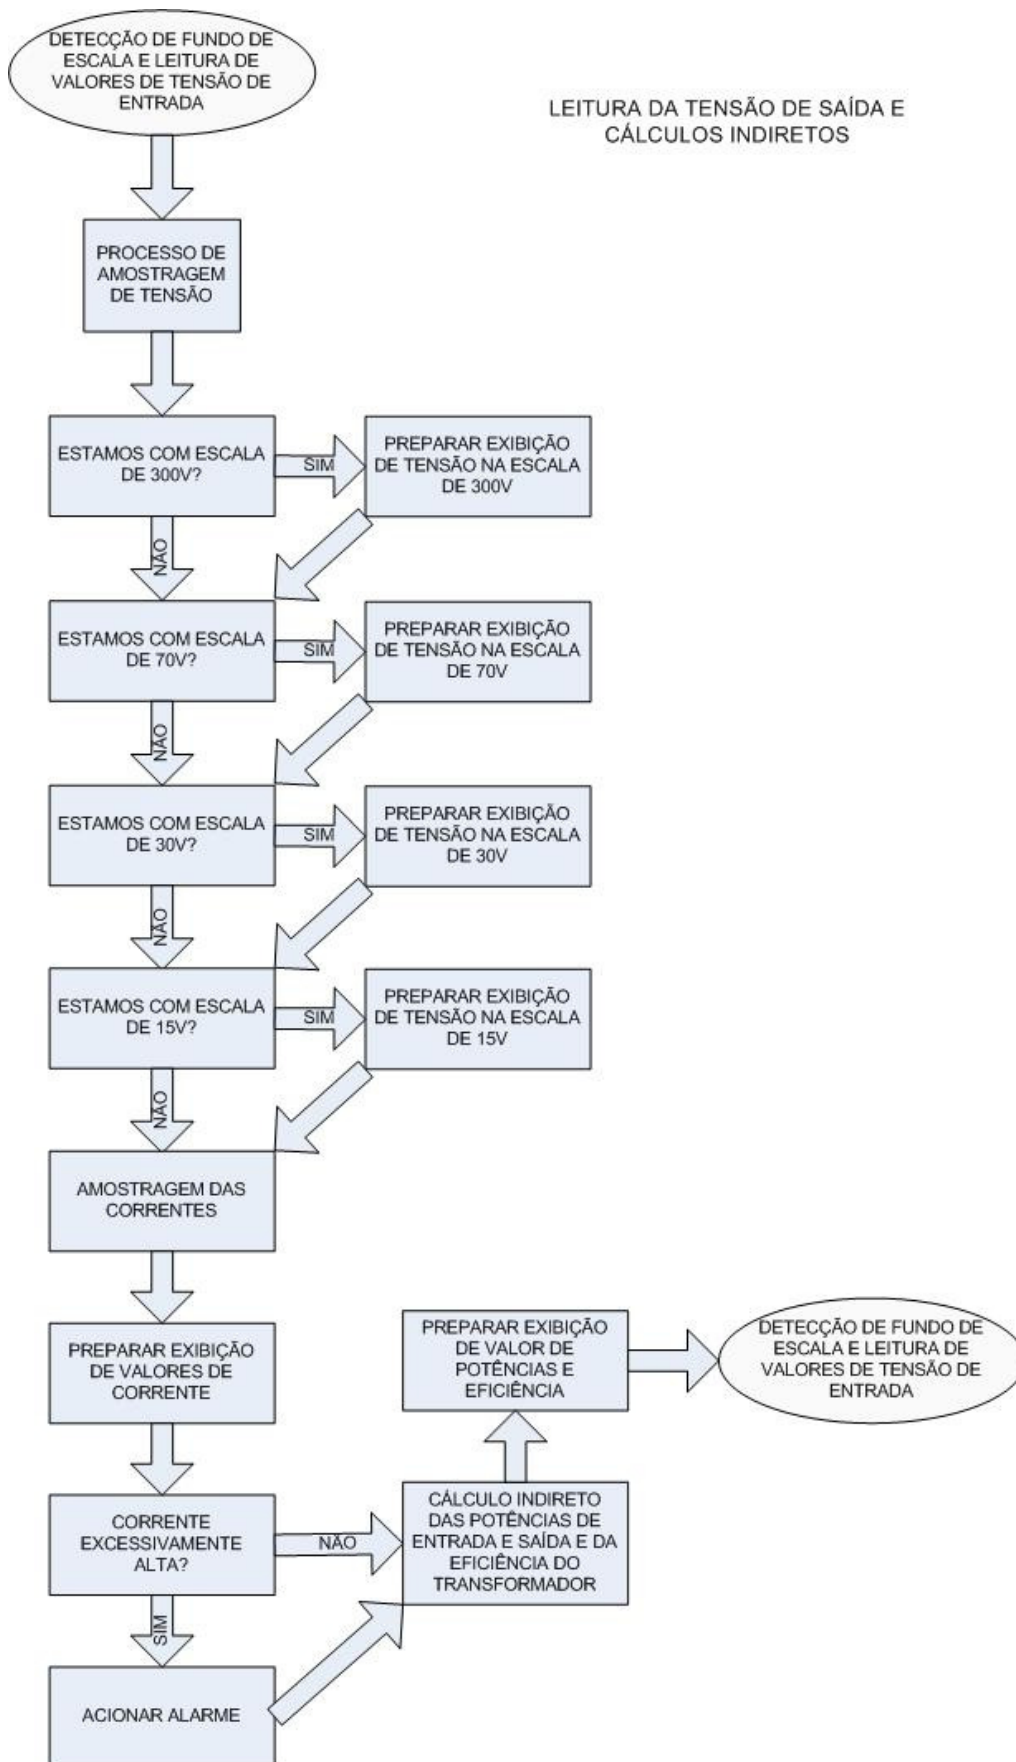 DETECÇÃO DE FUNDO DE
ESCALA E LEITURA DE
VALORES DE TENSÃO DE
ENTRADA
LEITURA DA TENSÃO DE SAÍDA E
CÁLCULOS INDIRETOS
PROCESSO DE
AMOSTRAGEM
DE TENSÃO
ESTAMOS COM ESCALA
DE 300V?
SIM
PREPARAR EXIBIÇÃO
DE TENSÃO NA ESCALA
DE 300V
NÃO
ESTAMOS COM ESCALA
DE 70V?
SIM
PREPARAR EXIBIÇÃO
DE TENSÃO NA ESCALA
DE 70V
NÃO
ESTAMOS COM ESCALA
DE 30V?
SIM
PREPARAR EXIBIÇÃO
DE TENSÃO NA ESCALA
DE 30V
NÃO
ESTAMOS COM ESCALA
DE 15V?
SIM
PREPARAR EXIBIÇÃO
DE TENSÃO NA ESCALA
DE 15V
NÃO
AMOSTRAGEM DAS
CORRENTES
PREPARAR EXIBIÇÃO
DE VALORES DE
CORRENTE
CORRENTE
EXCESSIVAMENTE
ALTA?
NÃO
SIM
ACIONAR ALARME
CÁLCULO INDIRETO
DAS POTÊNCIAS DE
ENTRADA E SAÍDA E DA
EFICIÊNCIA DO
TRANSFORMADOR
PREPARAR EXIBIÇÃO
DE VALOR DE
POTÊNCIAS E
EFICIÊNCIA
DETECÇÃO DE FUNDO DE
ESCALA E LEITURA DE
VALORES DE TENSÃO DE
ENTRADA